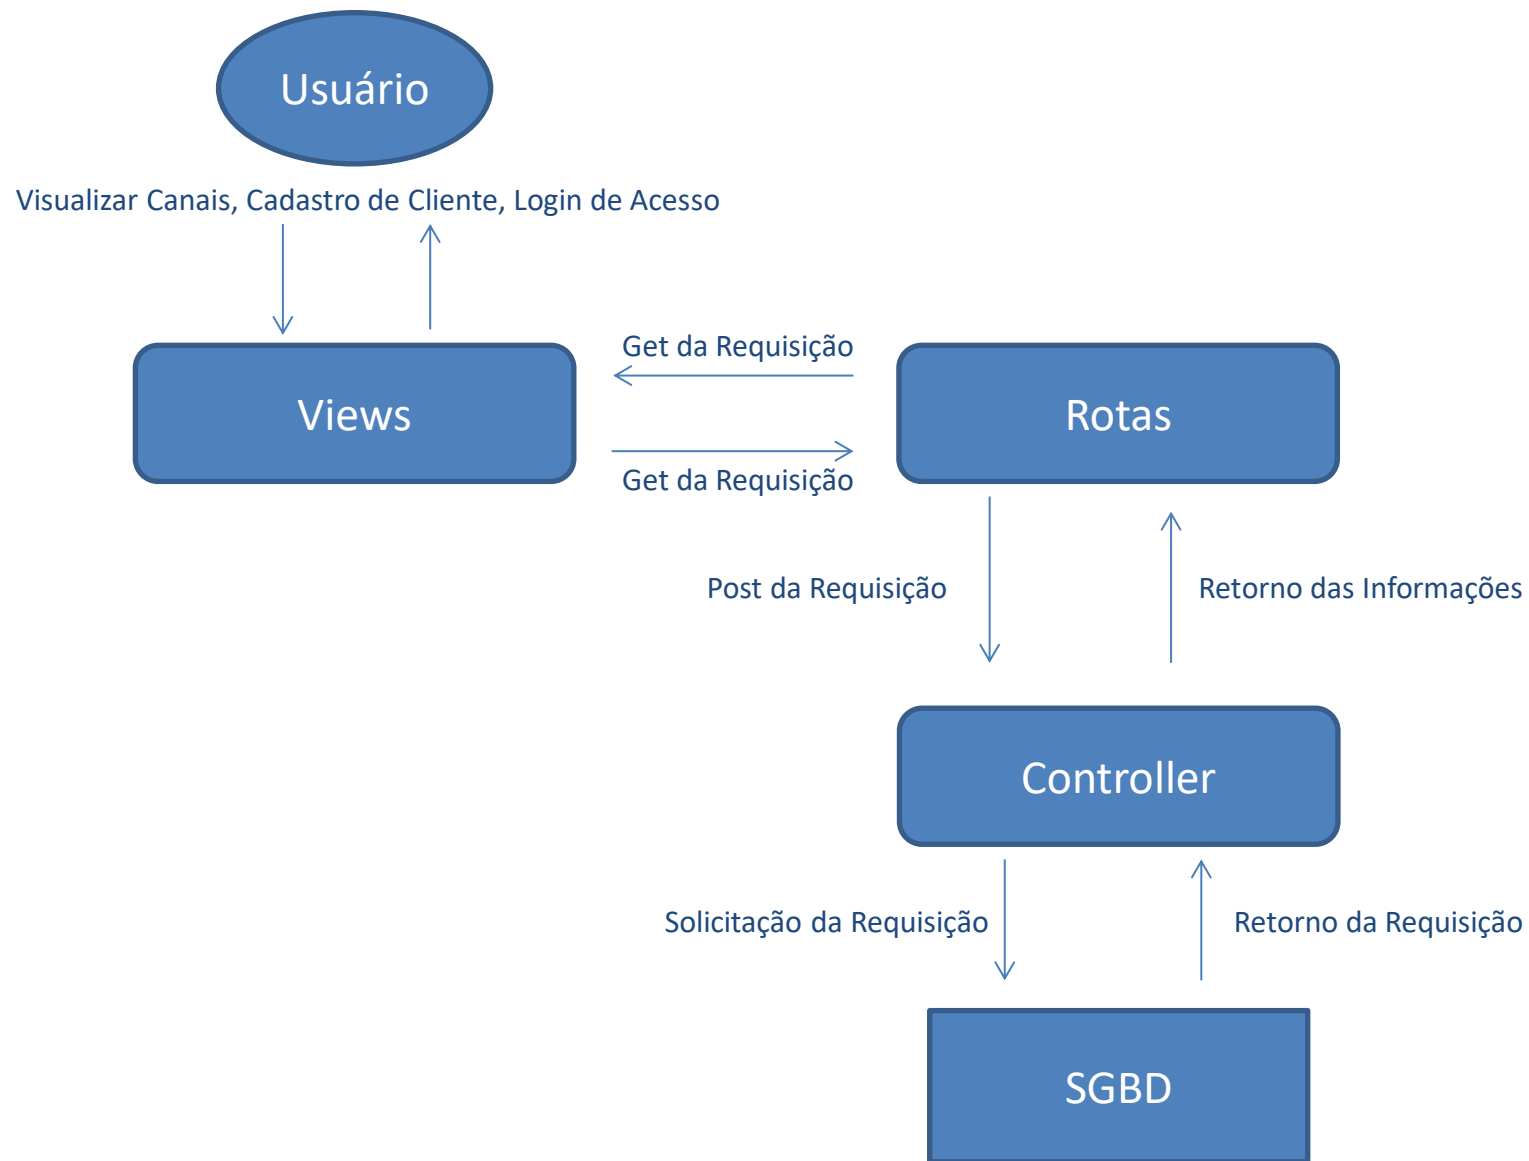 Usuário
Visualizar Canais, Cadastro de Cliente, Login de Acesso
Get da Requisição
Views
Rotas
Get da Requisição
Post da Requisição
Retorno das Informações
Controller
Solicitação da Requisição
Retorno da Requisição
SGBD